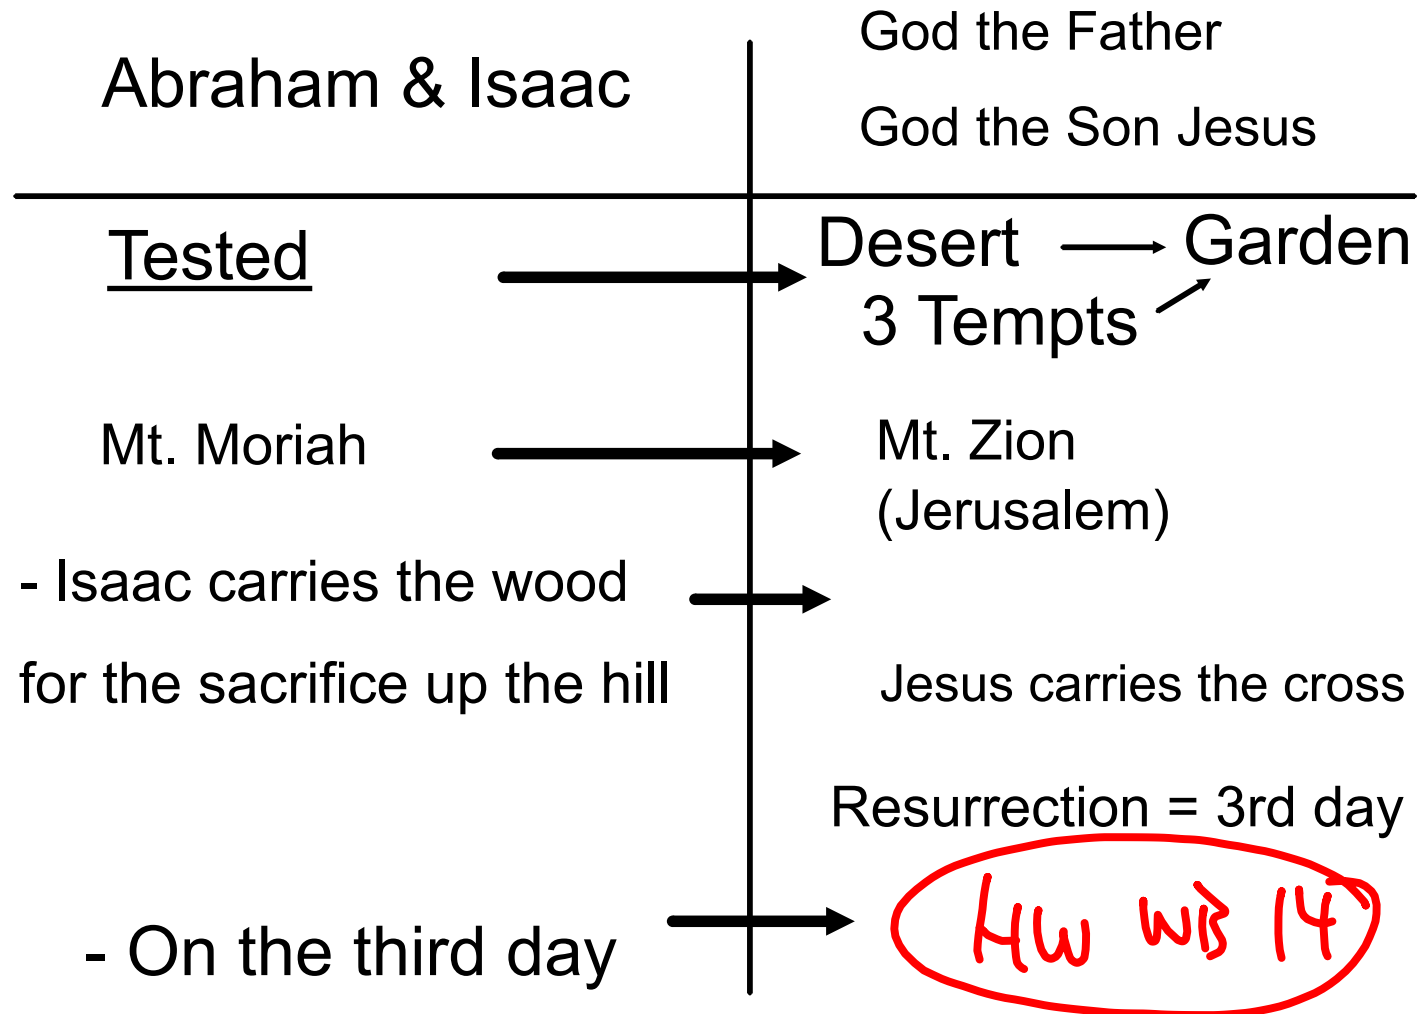 Abraham & Isaac
God the Father
God the Son Jesus
Tested
Desert
Garden
3 Tempts
Mt. Moriah
Mt. Zion
(Jerusalem)
- Isaac carries the wood
for the sacrifice up the hill
Jesus carries the cross
Resurrection = 3rd day
- On the third day
HW WB 14